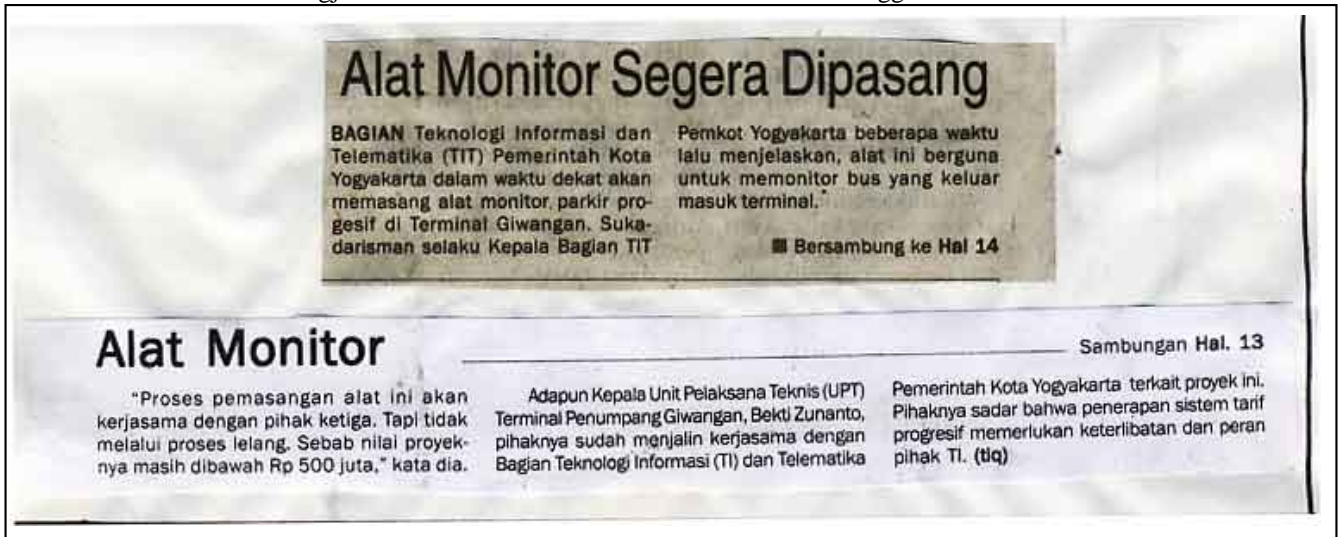 Alat Monitor Segera Dipasang
BAGIAN Teknologi Informasi dan
Telematika (TIT) Pemerintah Kota
Yogyakarta dalam waktu dekat akan
memasang alat monitor parkir pro-
gesif di Terminal Giwangan. Suka-
darisman selaku Kepala Bagian TIT
Pemkot Yogyakarta beberapa waktu
lalu menjelaskan, alat ini berguna
untuk memonitor bus yang keluar
masuk terminal.
■ Bersambung ke Hal 14
Alat Monitor
Sambungan Hal. 13
"Proses pemasangan alat ini akan
kerjasama dengan pihak ketiga. Tapi tidak
melalui proses lelang. Sebab nilai proyek-
nya masih dibawah Rp 500 juta," kata dia.
Adapun Kepala Unit Pelaksana Teknis (UPT)
Terminal Penumpang Giwangan, Bekti Zunanto,
pihaknya sudah menjalin kerjasama dengan
Bagian Teknologi Informasi (TI) dan Telematika
Pemerintah Kota Yogyakarta terkait proyek ini.
Pihaknya sadar bahwa penerapan sistem tarif
progresif memerlukan keterlibatan dan peran
pihak TI. (tiq)